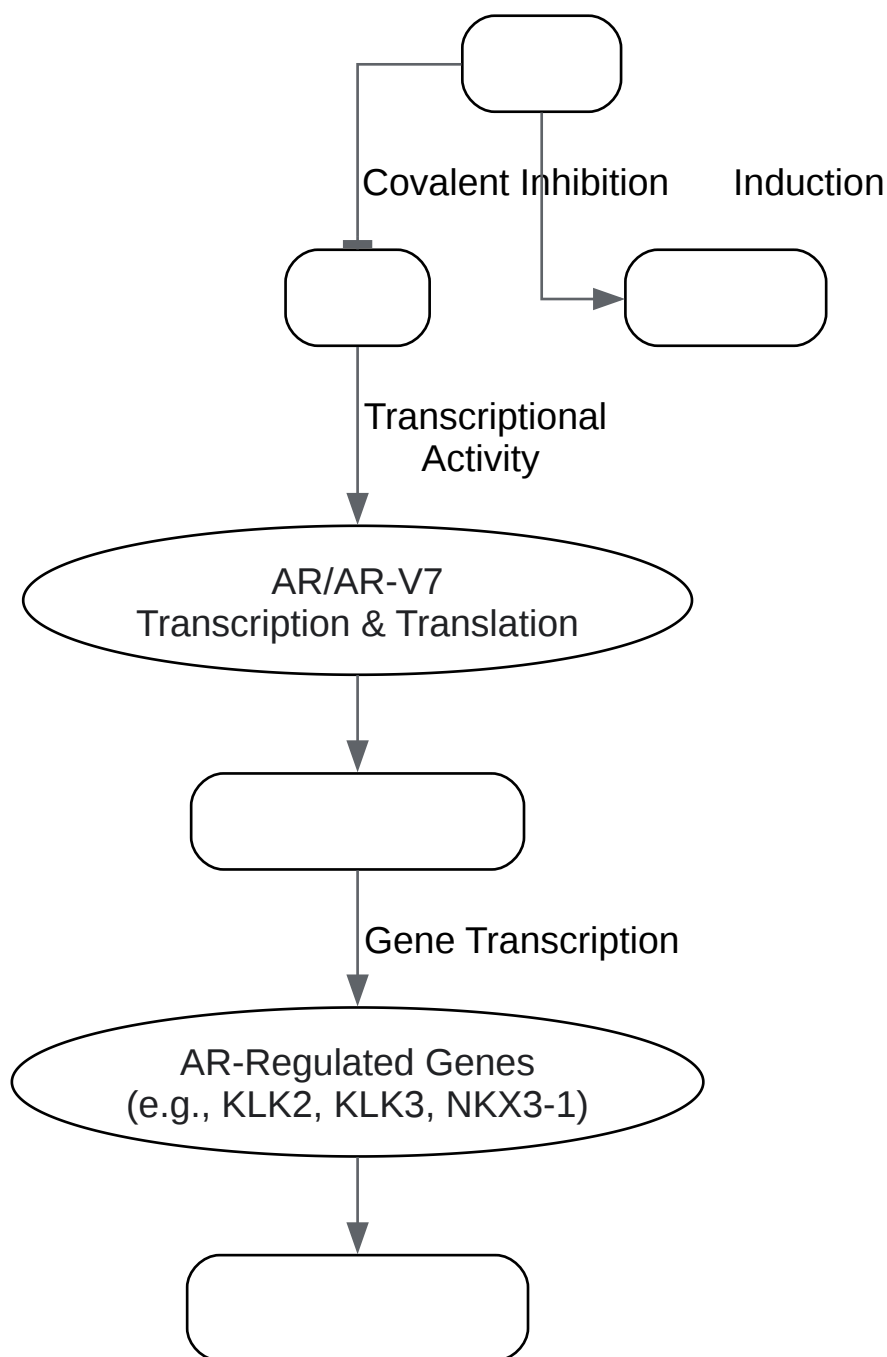 Covalent Inhibition
Induction
Transcriptional
Activity
AR/AR-V7
Transcription & Translation
Gene Transcription
AR-Regulated Genes
(e.g., KLK2, KLK3, NKX3-1)